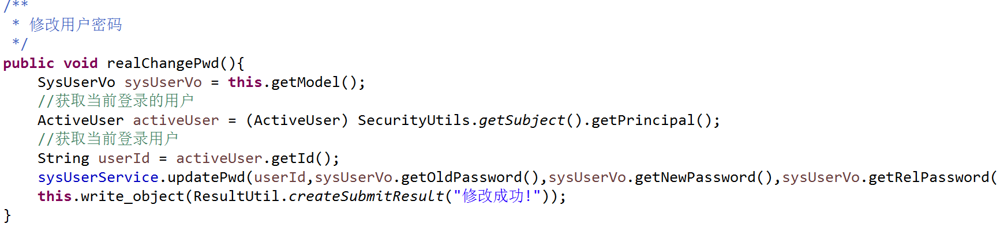 /**
 * 修改用户密码
 */
public void realChangePwd(){
    SysUserVo sysUserVo = this.getModel();
    //获取当前登录的用户
    ActiveUser activeUser = (ActiveUser) SecurityUtils.getSubject().getPrincipal();
    //获取当前登录用户
    String userId = activeUser.getId();
    sysUserService.updatePwd(userId,sysUserVo.getOldPassword(),sysUserVo.getNewPassword(),sysUserVo.getRelPassword(
    this.write_object(ResultUtil.createSubmitResult("修改成功!"));
}